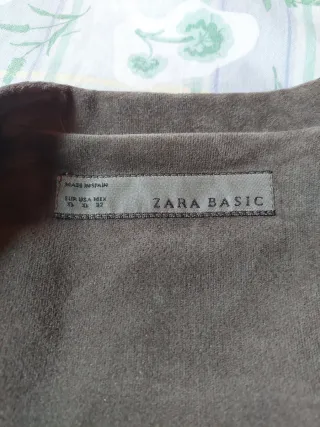 MADE IN SPAIN
EUR USA MEX
ZARA BASIC